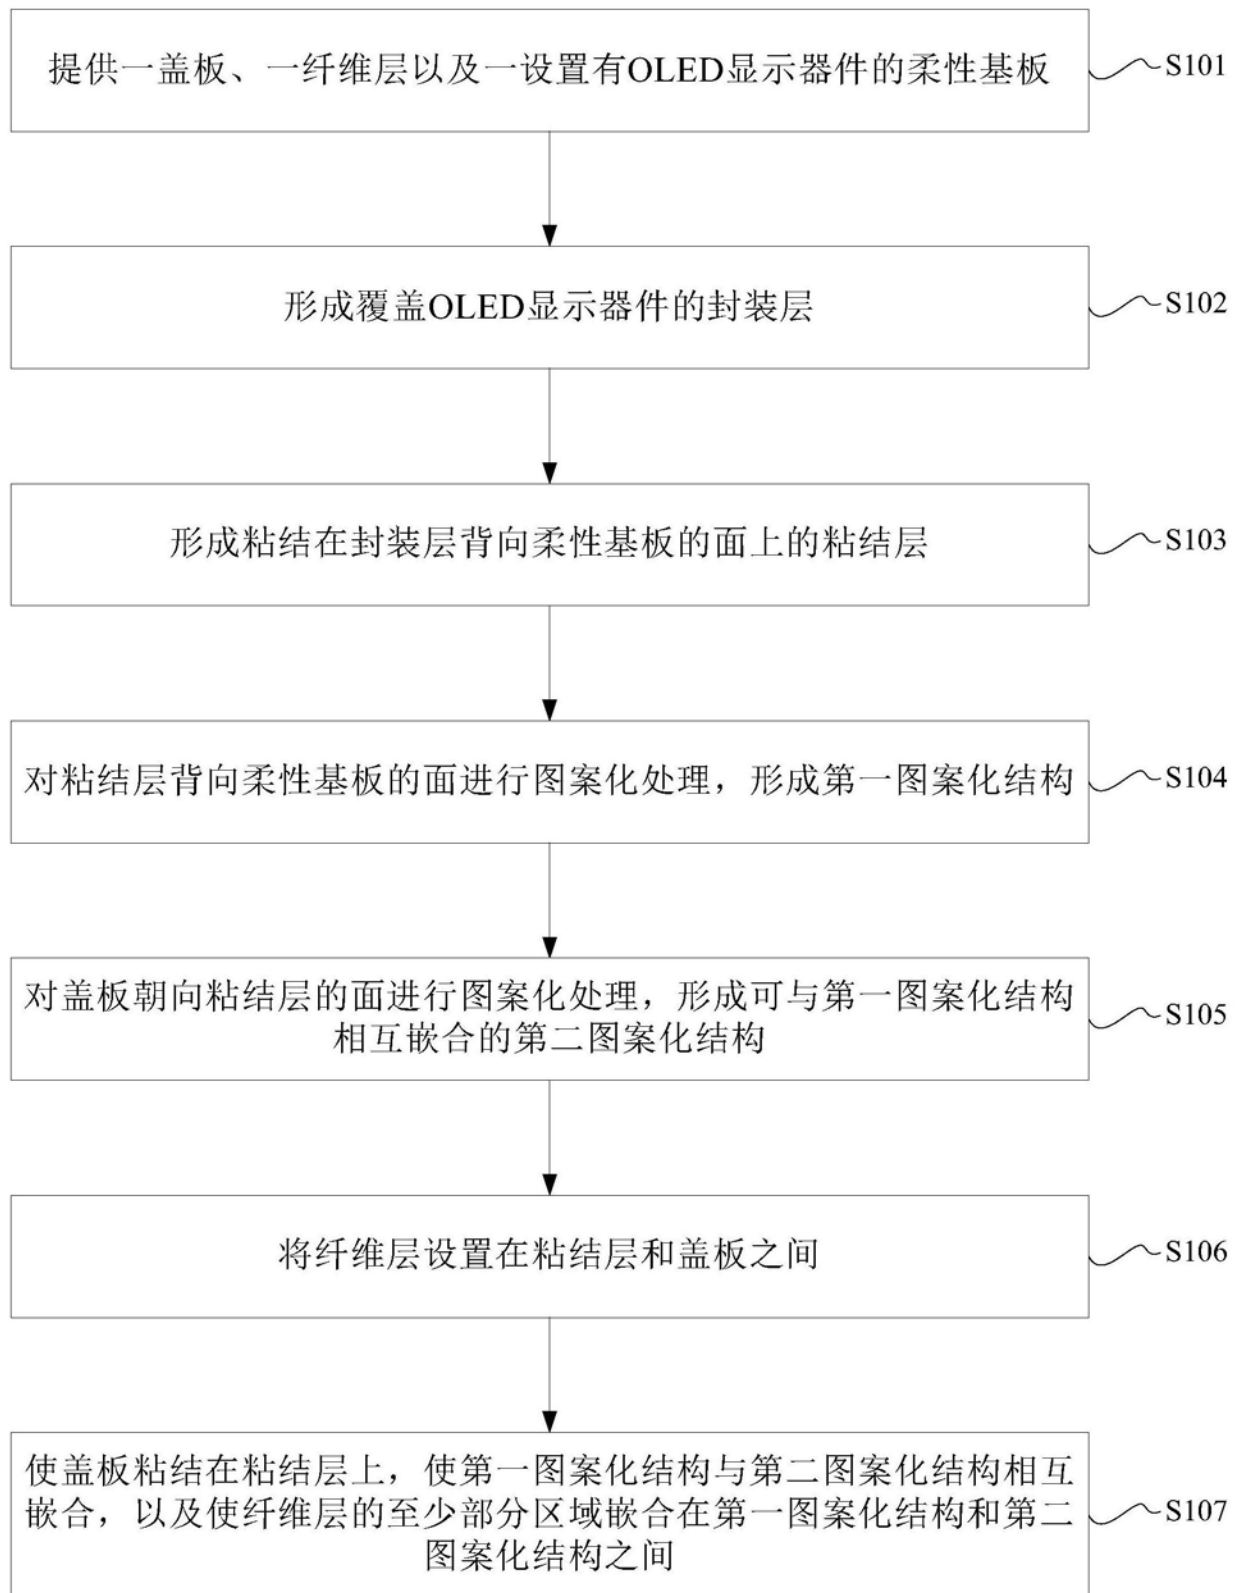 提供一盖板、一纤维层以及一设置有OLED显示器件的柔性基板
S101
形成覆盖OLED显示器件的封装层
S102
形成粘结在封装层背向柔性基板的面上的粘结层
S103
对粘结层背向柔性基板的面进行图案化处理，形成第一图案化结构
S104
对盖板朝向粘结层的面进行图案化处理，形成可与第一图案化结构
相互嵌合的第二图案化结构
S105
将纤维层设置在粘结层和盖板之间
S106
使盖板粘结在粘结层上，使第一图案化结构与第二图案化结构相互
嵌合，以及使纤维层的至少部分区域嵌合在第一图案化结构和第二
图案化结构之间
S107